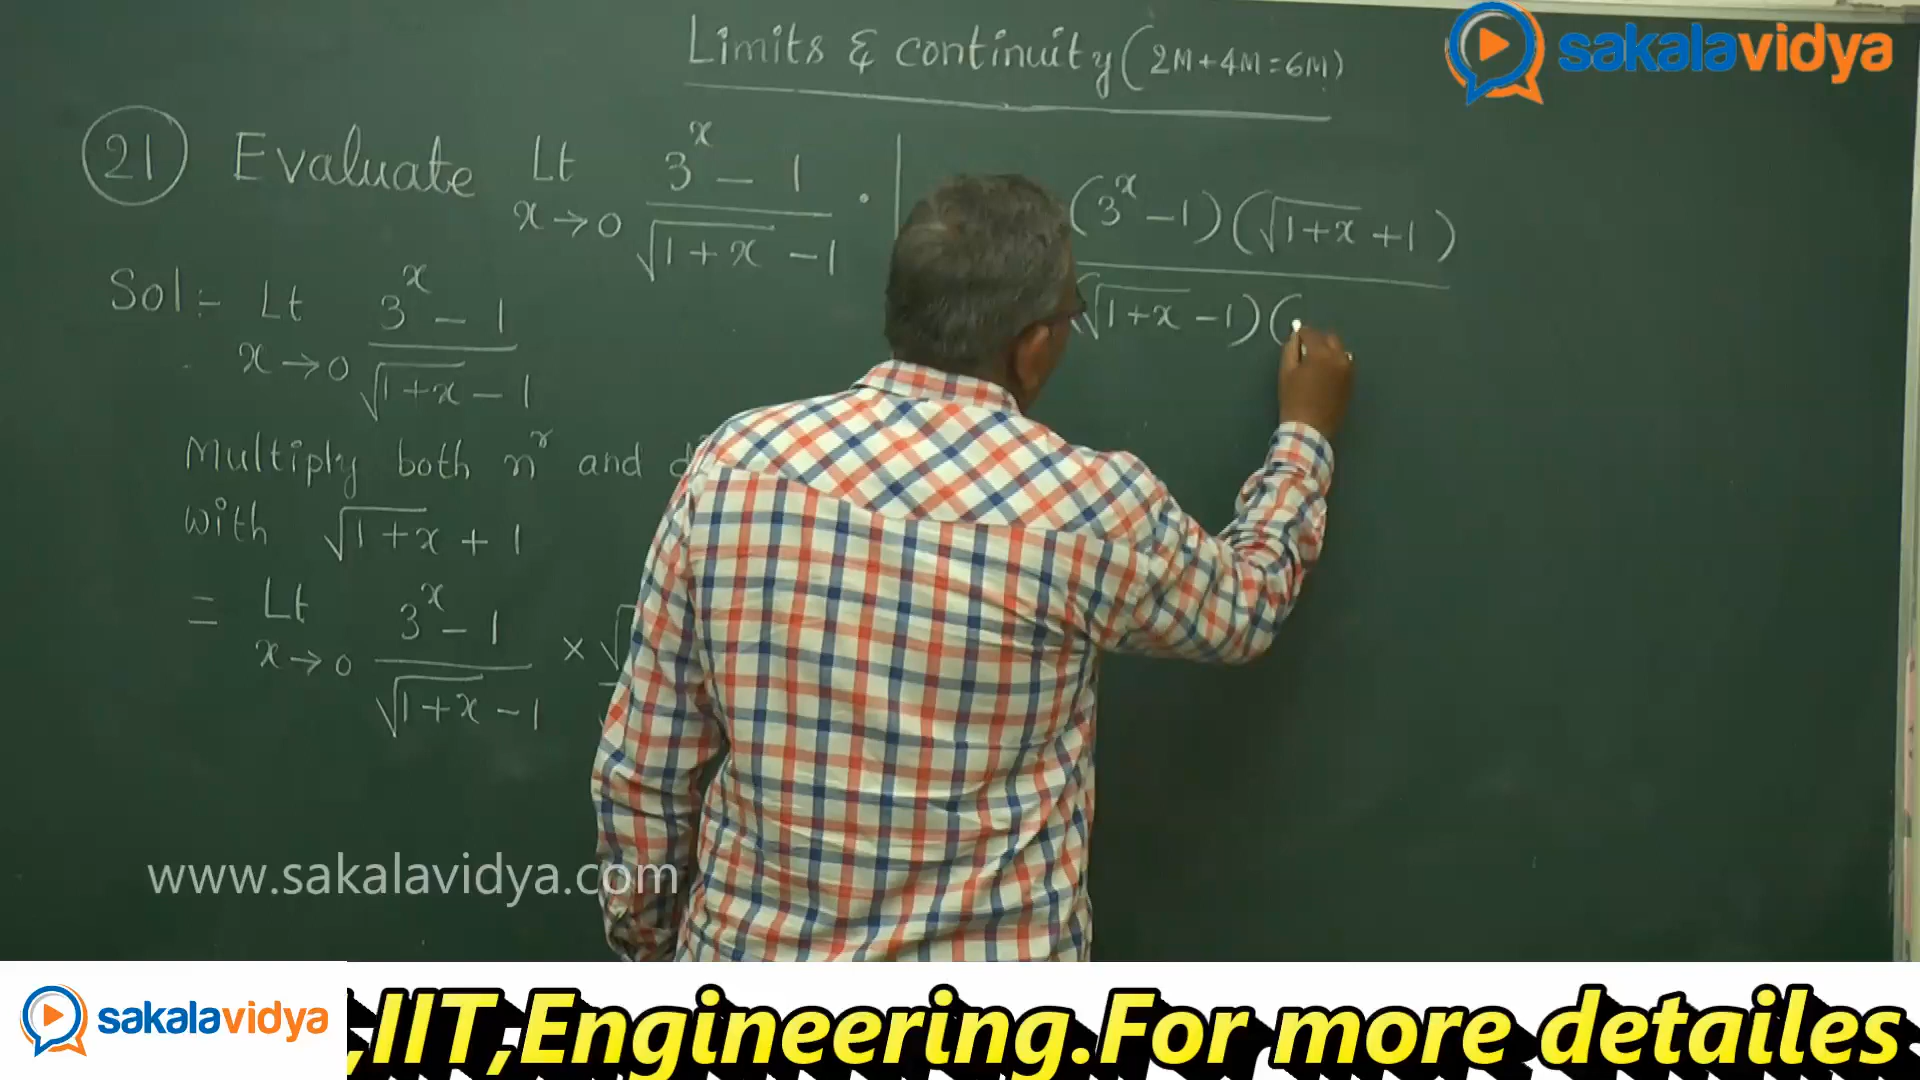 Limits & continuity (2M+4M=6M)
sakalavidya
21 Evaluate Lt x→0 (3^x - 1)/(√(1+x) - 1) .
Sol:- Lt x→0 (3^x - 1)/(√(1+x) - 1)
Multiply both n^r and
with √(1+x) + 1
= Lt x→0 (3^x - 1)/(√(1+x) - 1) × √
(3^x - 1)(√(1+x) + 1)
√(1+x) - 1)(
www.sakalavidya.com
sakalavidya
,IIT,Engineering.For more detailes